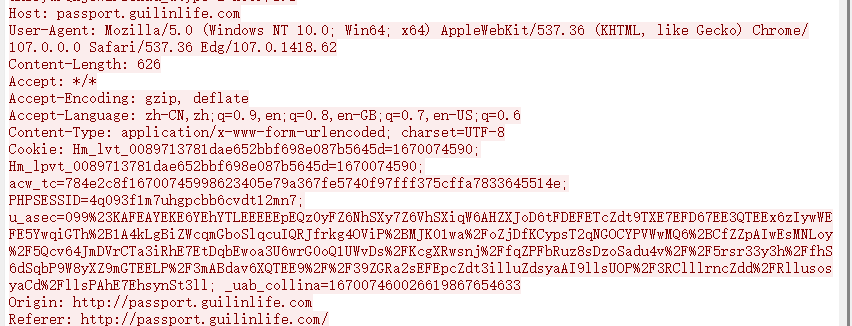 Host: passport.guilinlife.com
User-Agent: Mozilla/5.0 (Windows NT 10.0; Win64; x64) AppleWebKit/537.36 (KHTML, like Gecko) Chrome/
107.0.0.0 Safari/537.36 Edg/107.0.1418.62
Content-Length: 626
Accept: */*
Accept-Encoding: gzip, deflate
Accept-Language: zh-CN,zh;q=0.9,en;q=0.8,en-GB;q=0.7,en-US;q=0.6
Content-Type: application/x-www-form-urlencoded; charset=UTF-8
Cookie: Hm_lvt_0089713781dae652bbf698e087b5645d=1670074590;
Hm_lpvt_0089713781dae652bbf698e087b5645d=1670074590;
acw_tc=784e2c8f16700745998623405e79a367fe5740f97fff375cffa7833645514e;
PHPSESSID=4q093f1m7uhgpcbb6cvdt12mn7;
u_asec=099%23KAFEAYEKE6YEhYTLEEEEEpEQz0yFZ6NhSXy7Z6VhSXiqW6AHZXJoD6tFDEFETcZdt9TXE7EFD67EE3QTEEx6zIywWE
FE5YwqiGTh%2B1A4kLgBiZWcqmGboSlqcuIQRJfrkg4OViP%2BMJK01wa%2FoZjDfKCypsT2qNGOCYPVWwMQ6%2BCfZZpAIwEsMNLoy
%2F5Qcv64JmDVrCTa3iRhE7EtDqbEwoa3U6wrG0oQ1UWvDs%2FKcgXRwsnj%2FfqZPFbRuz8sDzoSadu4v%2F%2F5rsr33y3h%2FfhS
6dSqbP9W8yXZ9mGTEELP%2F3mABdav6XQTEE9%2F%2F39ZGRa2sEFEpcZdt3illuZdsyaAI9llsUOP%2F3RClllrncZdd%2FRllusos
yaCd%2FllsPAhE7EhsynSt3ll; _uab_collina=167007460026619867654633
Origin: http://passport.guilinlife.com
Referer: http://passport.guilinlife.com/